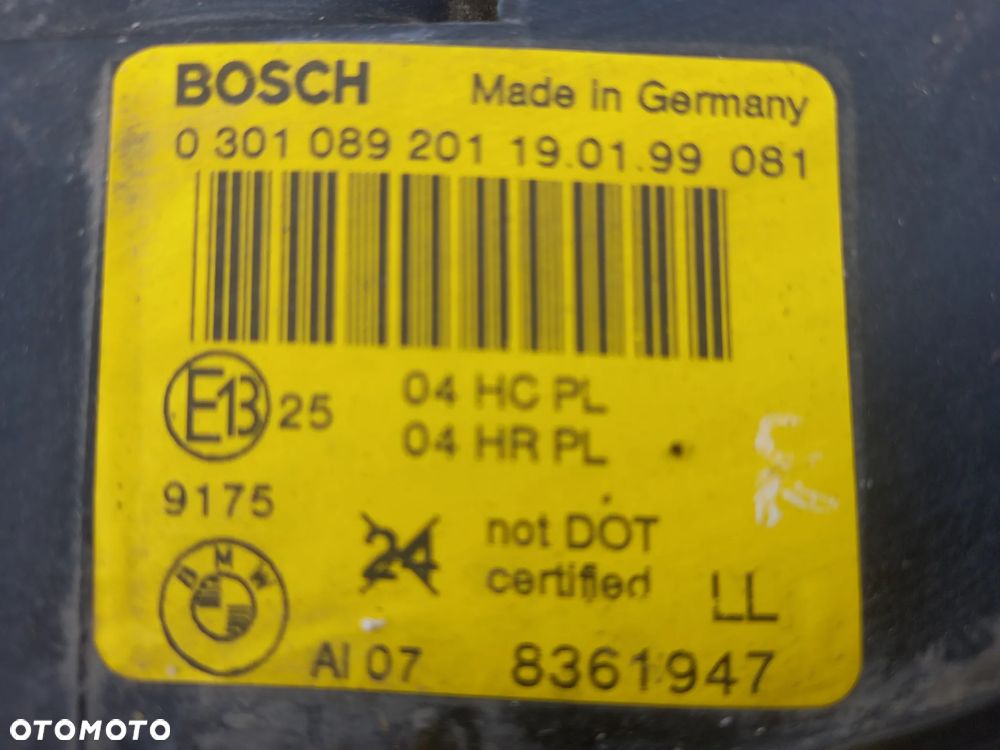 BOSCH Made in Germany
0 301 089 201 19.01.99 081
E13 25 04 HC PL
04 HR PL
9175
24 not DOT
certified LL
BMW
AI 07 8361947
OTOMOTO